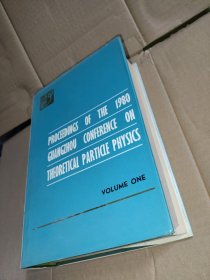 PROCEEDINGS OF THE 1980
GUANGZHOU CONFERENCE ON
THEORETICAL PARTICLE PHYSICS
VOLUME ONE